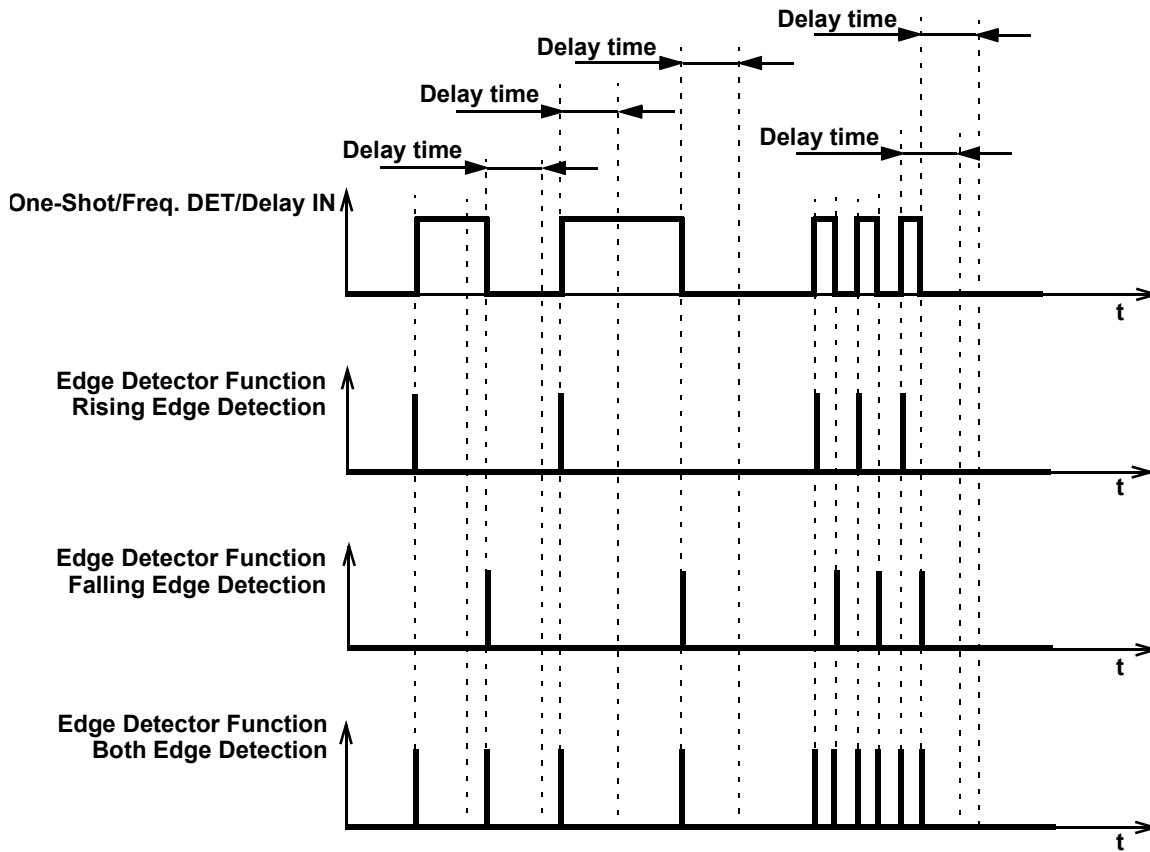 Delay time
Delay time
Delay time
Delay time
Delay time
One-Shot/Freq. DET/Delay IN
t
Edge Detector Function
Rising Edge Detection
t
Edge Detector Function
Falling Edge Detection
t
Edge Detector Function
Both Edge Detection
t